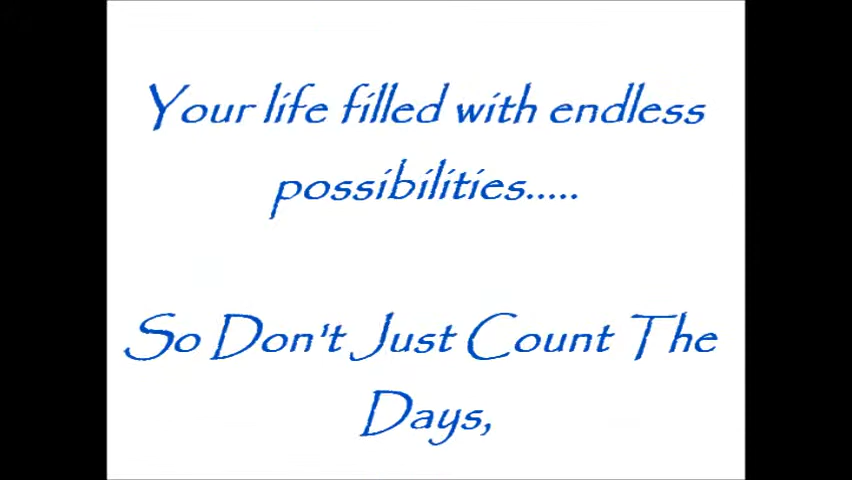 Your life filled with endless
possibilities.....
So Don't Just Count The
Days,